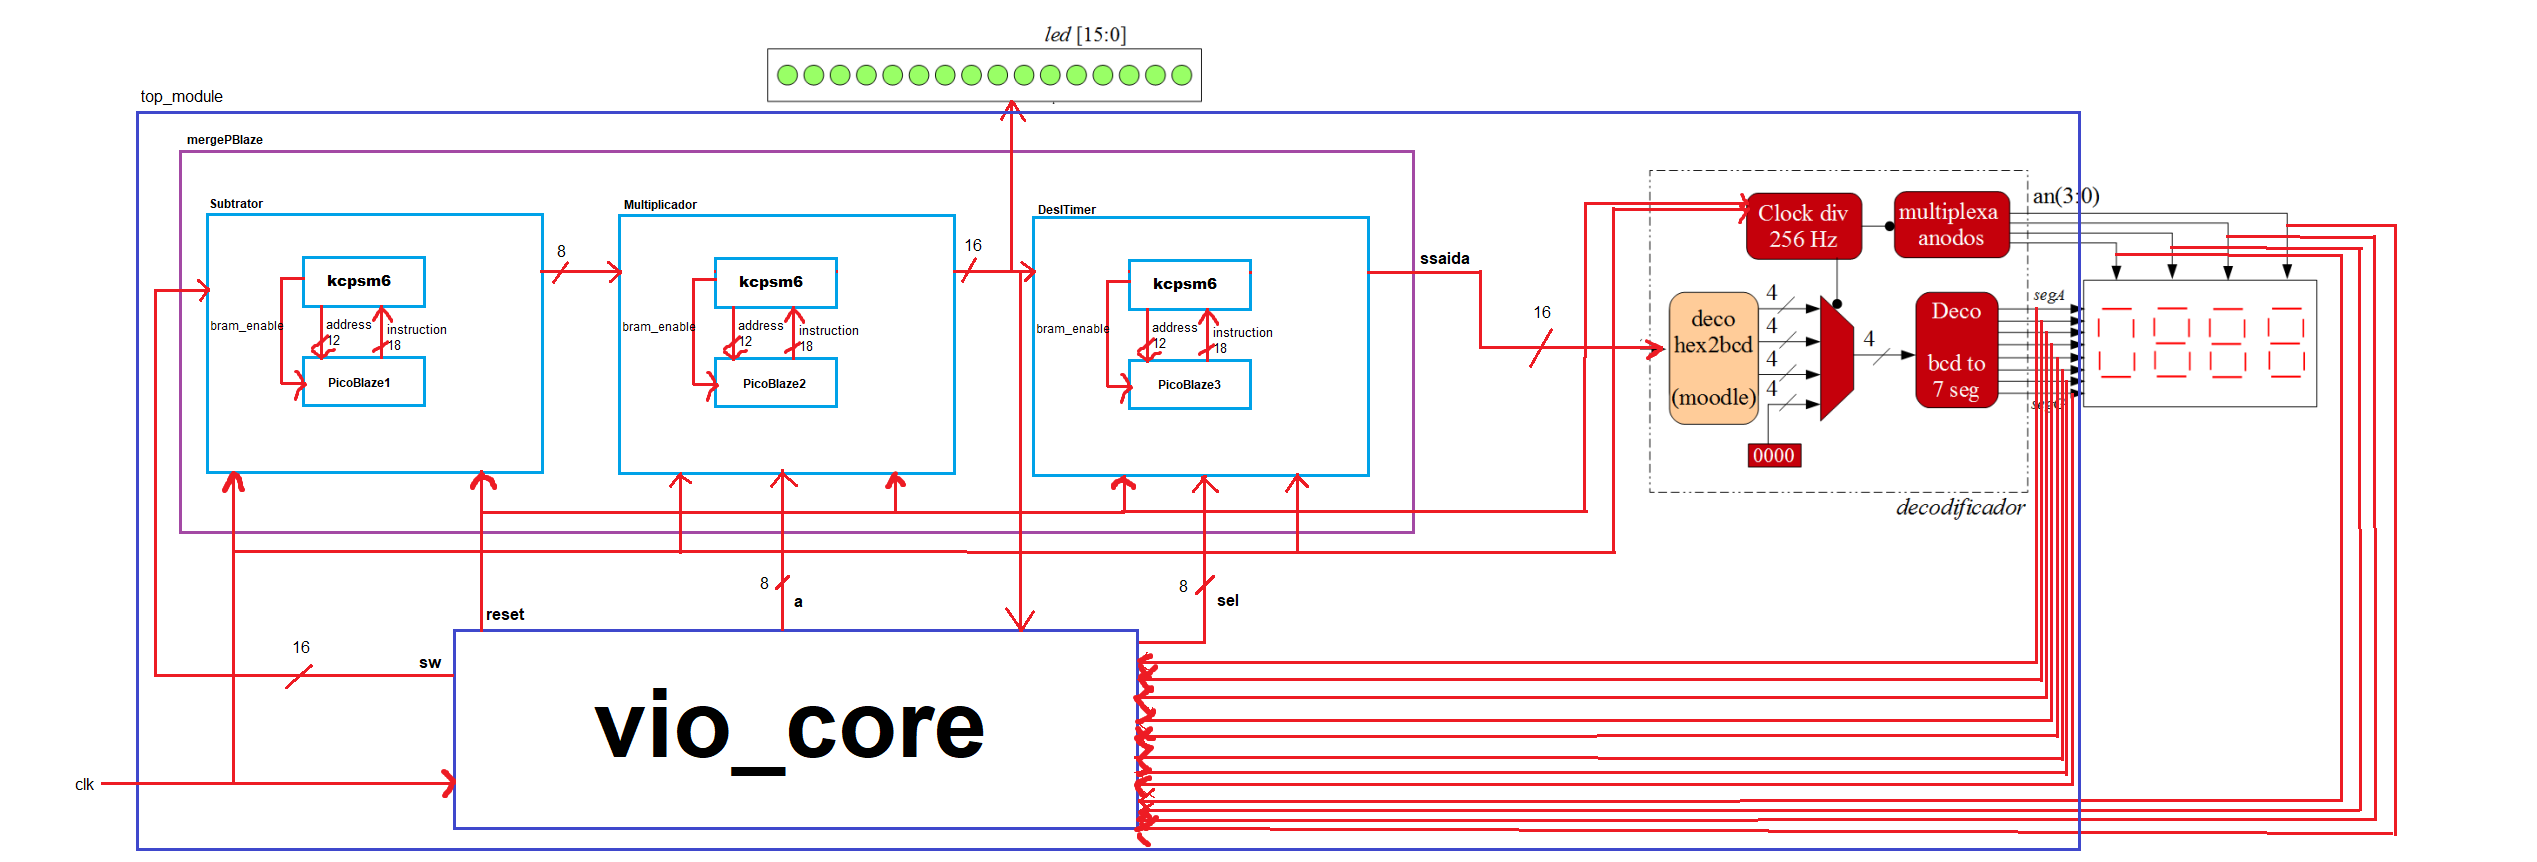 led [15:0]
top_module
mergePBlaze
Subtrator
kcpsm6
bram_enable
address
12
instruction
18
PicoBlaze1
8
Multiplicador
kcpsm6
bram_enable
address
12
instruction
18
PicoBlaze2
16
DeslTimer
kcpsm6
bram_enable
address
12
instruction
18
PicoBlaze3
ssaida
16
Clock div
256 Hz
multiplexa
anodos
an(3:0)
deco
hex2bcd
(moodle)
4
4
4
4
0000
4
Deco
bcd to
7 seg
segA
decodificador
reset
8
a
8
sel
16
sw
vio_core
clk